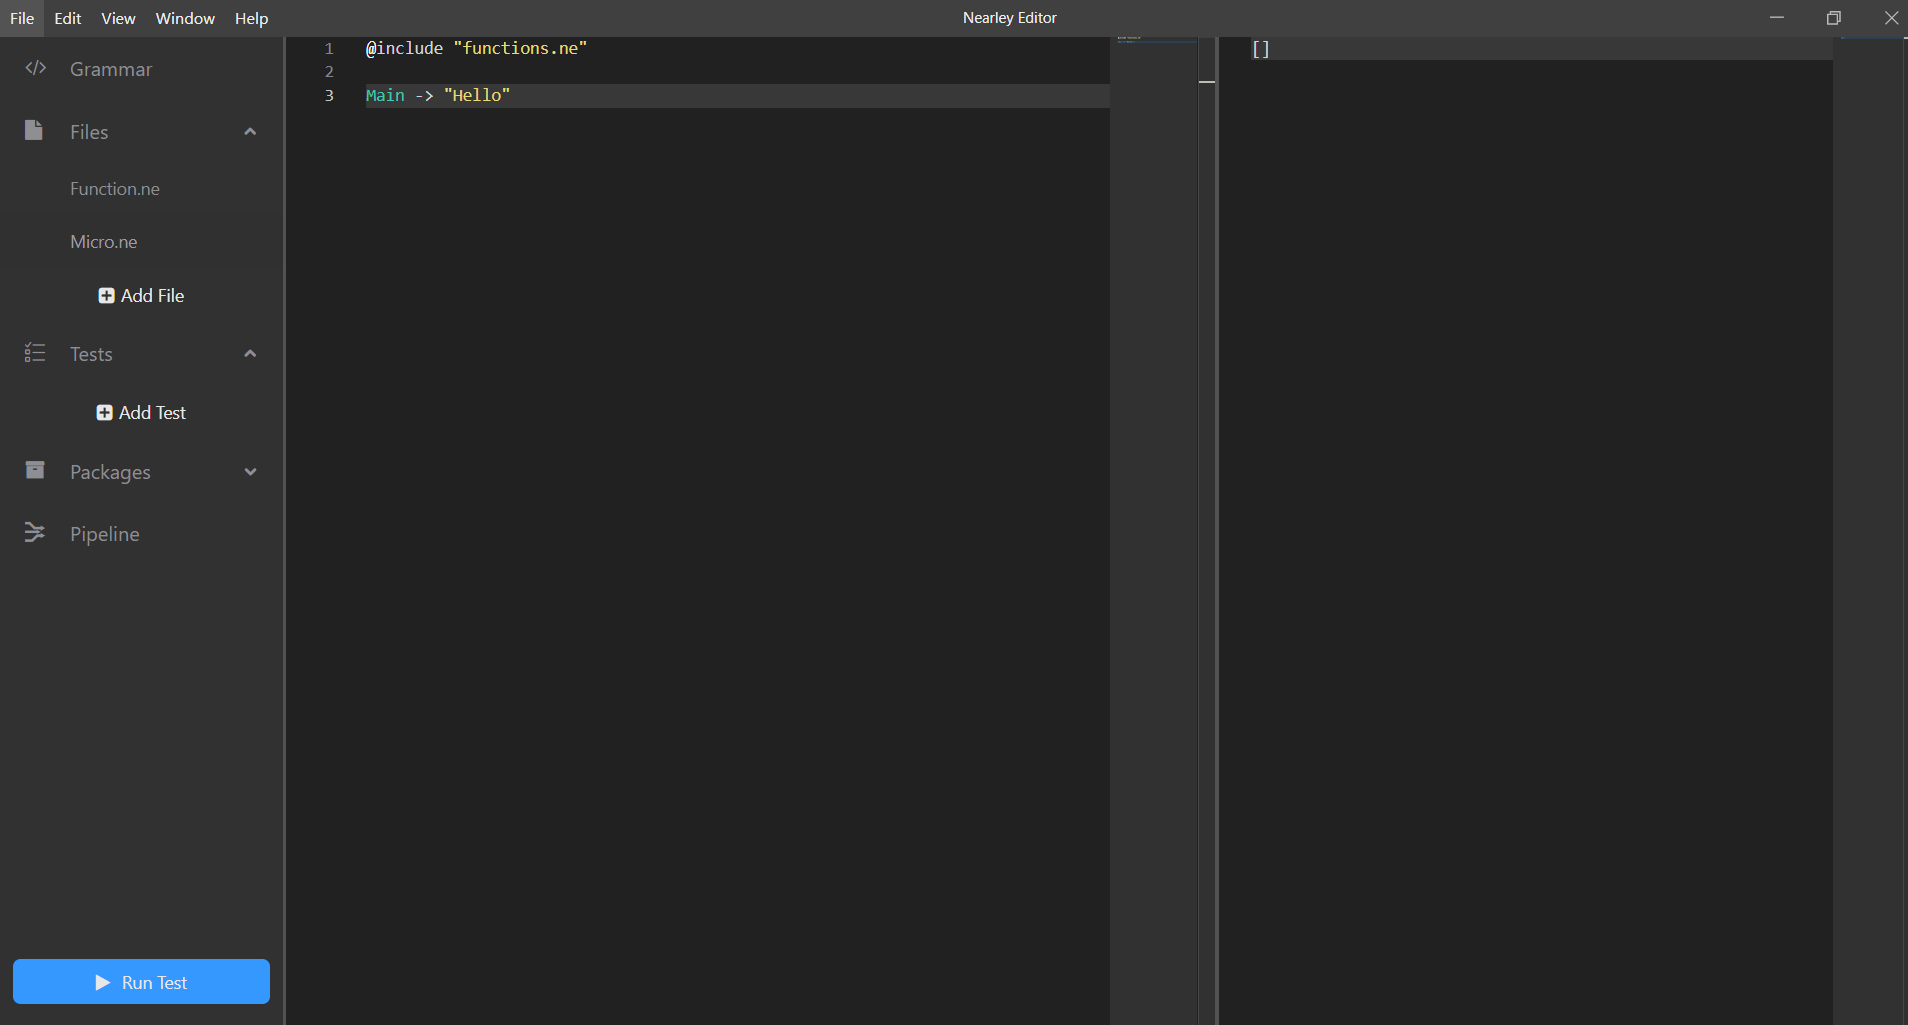 File Edit View Window Help
Nearley Editor
Grammar
Files
Function.ne
Micro.ne
Add File
Tests
Add Test
Packages
Pipeline
Run Test
1 @include "functions.ne"
2
3 Main -> "Hello"
[]